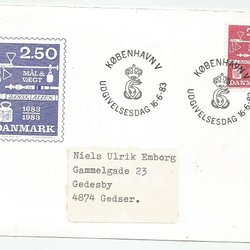 2.50
MÅL &
VÆGT
1683
1983
DANMARK
KØBENHAVN V
UDGIVELSESDAG 16-6-83
KØBENHAVN V
UDGIVELSESDAG 16-6-8
Niels Ulrik Emborg
Gammelgade 23
Gedesby
4874 Gedser.